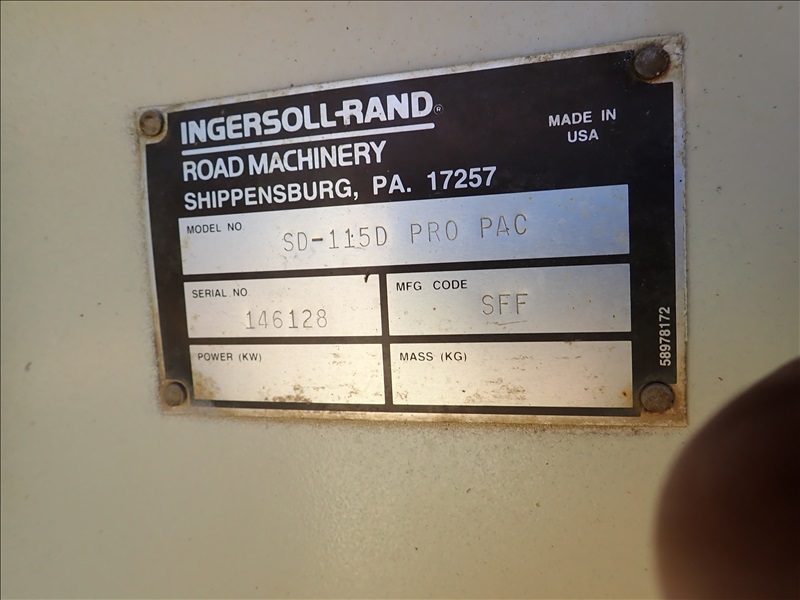 INGERSOLL-RAND®
MADE IN
USA
ROAD MACHINERY
SHIPPENSBURG, PA. 17257
MODEL NO
SD-115D PRO PAC
SERIAL NO
146128
MFG CODE
SFF
POWER (KW)
MASS (KG)
58978172